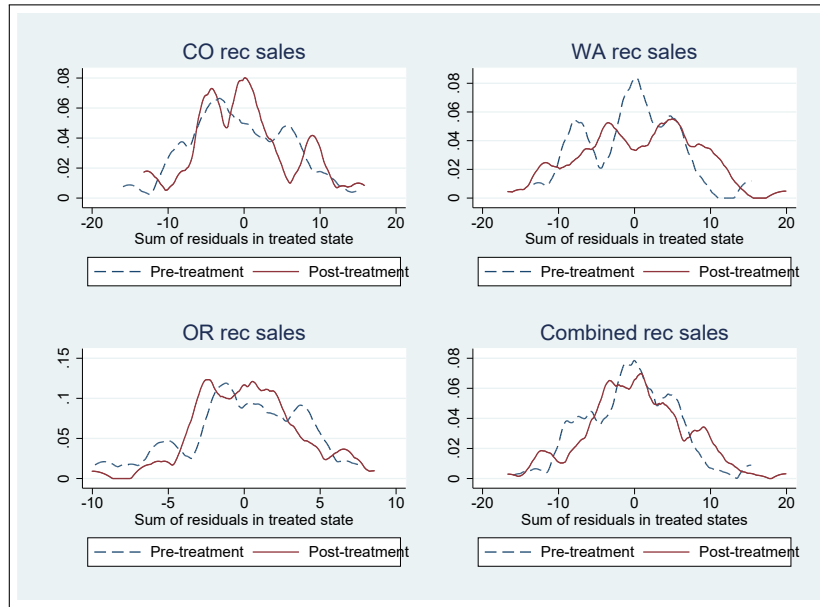 CO rec sales
0 .02 .04 .06 .08
-20 -10 0 10 20
Sum of residuals in treated state
Pre-treatment Post-treatment
WA rec sales
0 .02 .04 .06 .08
-20 -10 0 10 20
Sum of residuals in treated state
Pre-treatment Post-treatment
OR rec sales
0 .05 .1 .15
-10 -5 0 5 10
Sum of residuals in treated state
Pre-treatment Post-treatment
Combined rec sales
0 .02 .04 .06 .08
-20 -10 0 10 20
Sum of residuals in treated states
Pre-treatment Post-treatment